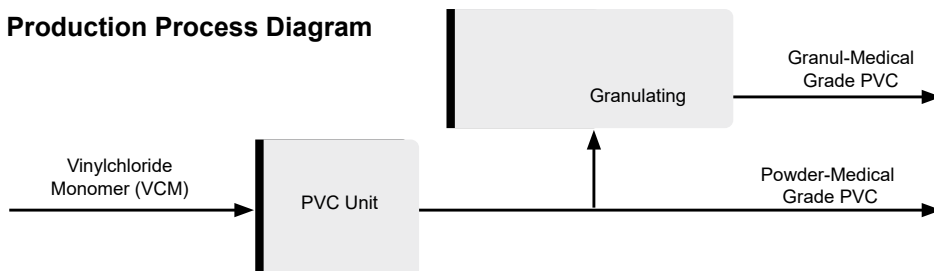 Production Process Diagram
Granul-Medical
Grade PVC
Granulating
Vinylchloride
Monomer (VCM)
PVC Unit
Powder-Medical
Grade PVC